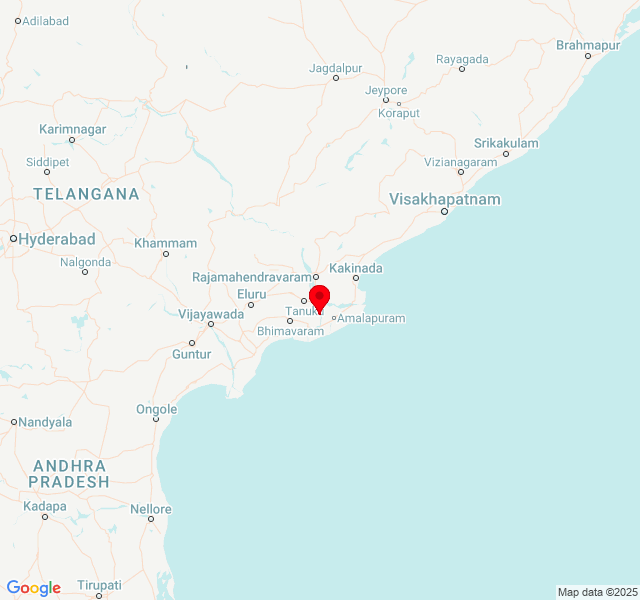 Adilabad
Brahmapur
Rayagada
Jagdalpur
Jeypore
Koraput
Karimnagar
Srikakulam
Siddipet
Vizianagaram
TELANGANA
Visakhapatnam
Hyderabad
Khammam
Nalgonda
Rajamahendravaram
Kakinada
Eluru
Tanuku
Vijayawada
Amalapuram
Bhimavaram
Guntur
Ongole
Nandyala
ANDHRA
PRADESH
Kadapa
Nellore
Tirupati
Google
Map data ©2025